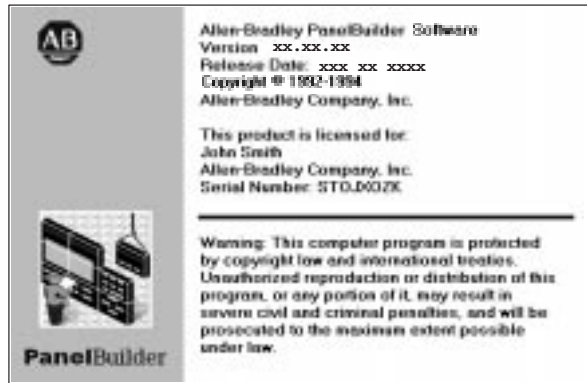 AB
Allen-Bradley PanelBuilder Software
Version xx.xx.xx
Release Date: xxx xx xxxx
Copyright © 1992-1994
Allen-Bradley Company, Inc.
This product is licensed for:
John Smith
Allen-Bradley Company, Inc.
Serial Number:
Warning: This computer program is protected
by copyright law and international treaties.
Unauthorized reproduction or distribution of this
program, or any portion of it, may result in
severe civil and criminal penalties, and will be
prosecuted to the maximum extent possible
under law.
PanelBuilder